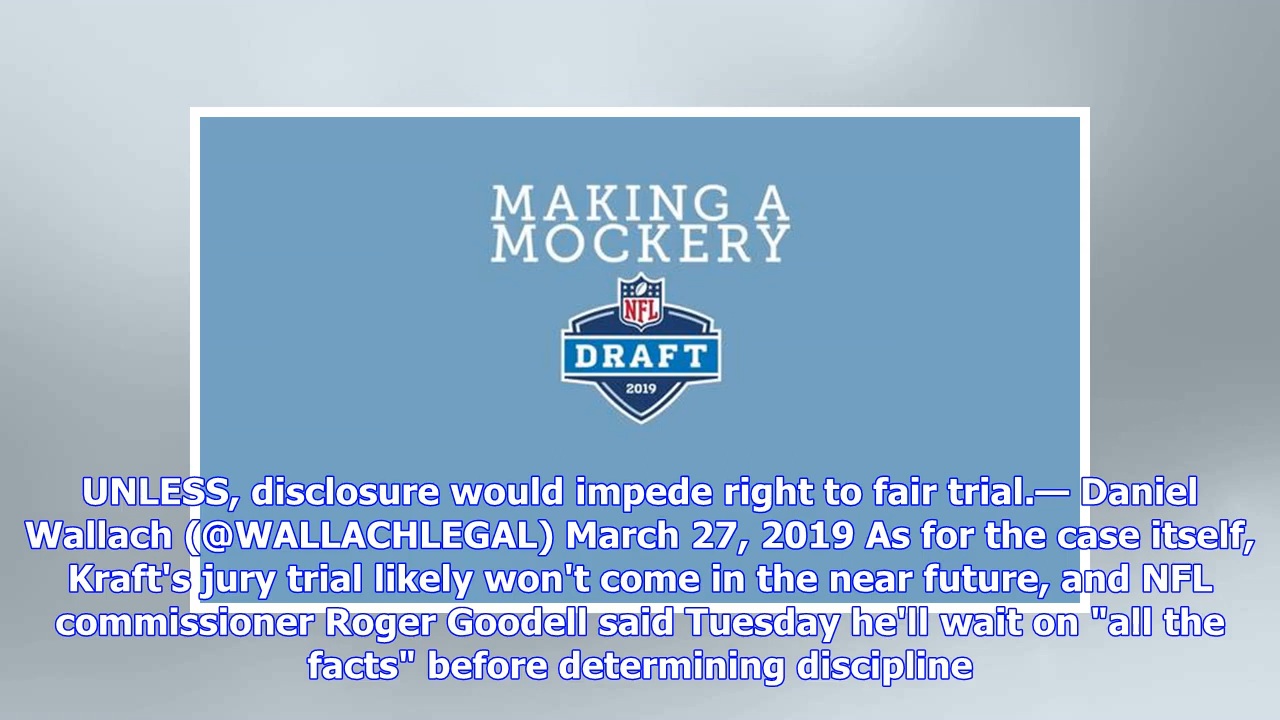 MAKING A
MOCKERY
NFL
DRAFT
2019
UNLESS, disclosure would impede right to fair trial.— Daniel
Wallach (@WALLACHLEGAL) March 27, 2019 As for the case itself,
Kraft's jury trial likely won't come in the near future, and NFL
commissioner Roger Goodell said Tuesday he'll wait on "all the
facts" before determining discipline